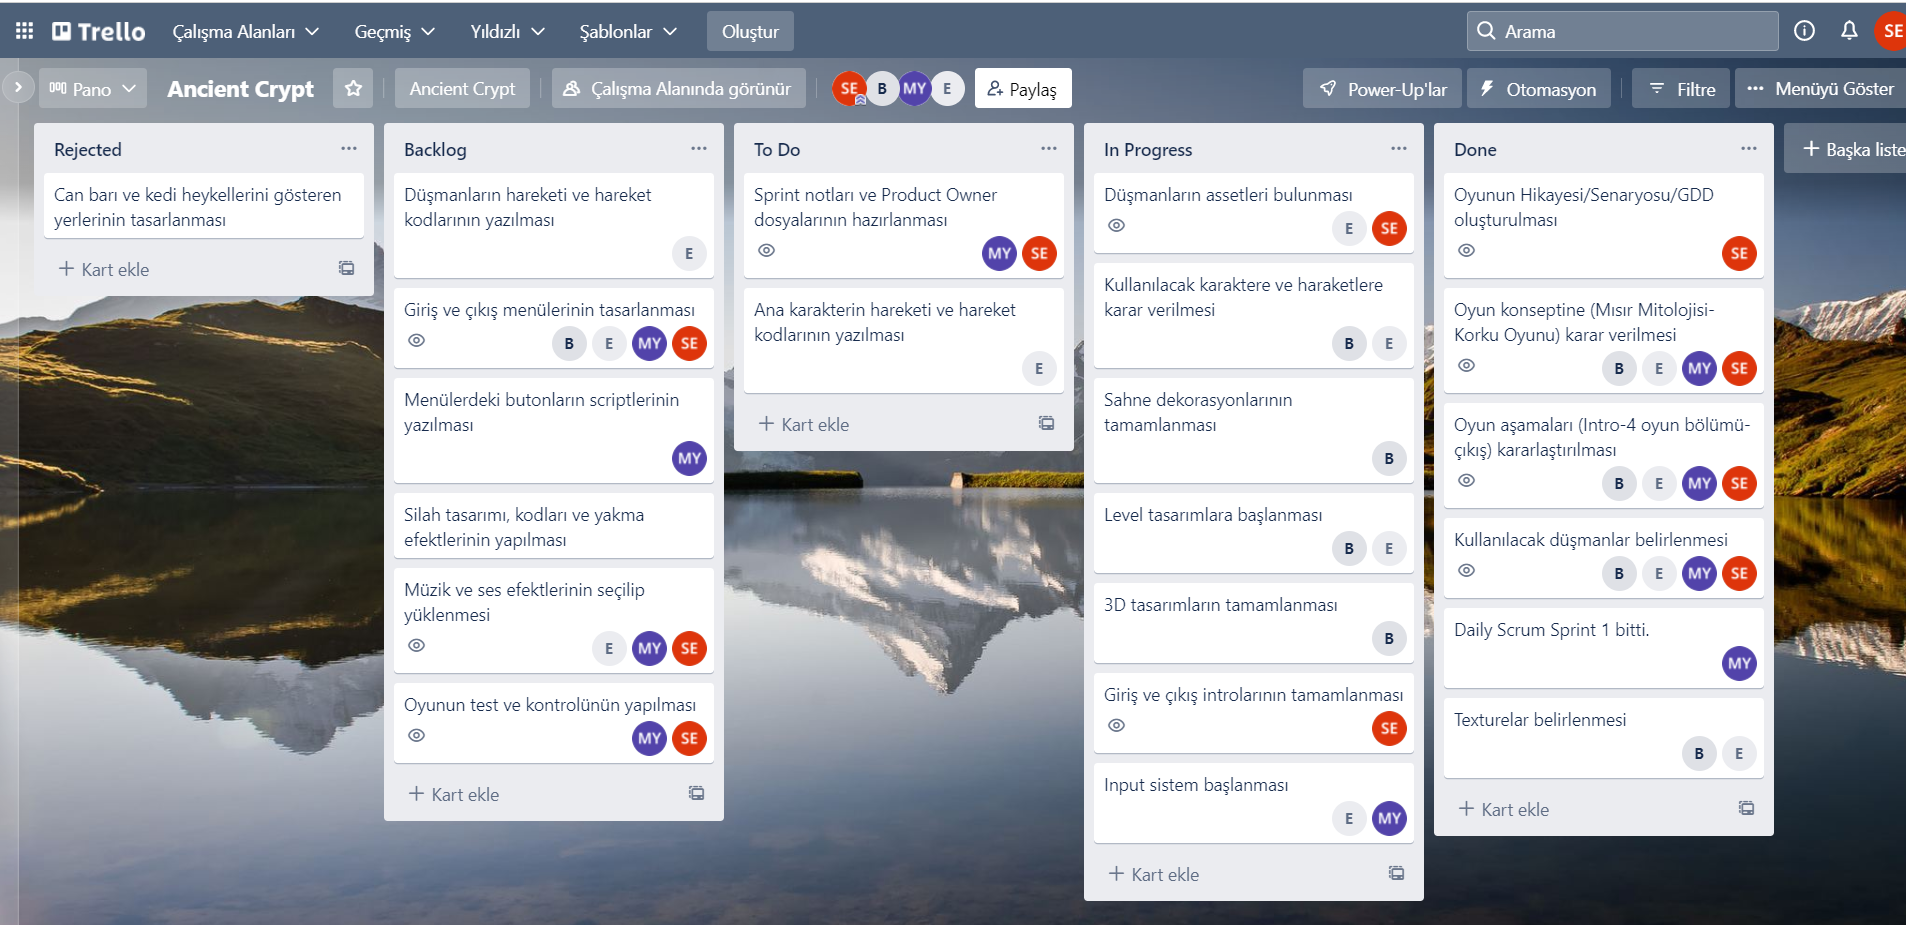 Trello
Çalışma Alanları
Geçmiş
Yıldızlı
Şablonlar
Oluştur
Arama
SE
Pano
Ancient Crypt
Ancient Crypt
Çalışma Alanında görünür
SE
B
MY
E
Paylaş
Power-Up'lar
Otomasyon
Filtre
Menüyü Göster
Rejected
Can barı ve kedi heykellerini gösteren
yerlerinin tasarlanması
Kart ekle
Backlog
Düşmanların hareketi ve hareket
kodlarının yazılması
E
Giriş ve çıkış menülerinin tasarlanması
B E MY SE
Menülerdeki butonların scriptlerinin
yazılması
MY
Silah tasarımı, kodları ve yakma
efektlerinin yapılması
Müzik ve ses efektlerinin seçilip
yüklenmesi
E MY SE
Oyunun test ve kontrolünün yapılması
MY SE
Kart ekle
To Do
Sprint notları ve Product Owner
dosyalarının hazırlanması
MY SE
Ana karakterin hareketi ve hareket
kodlarının yazılması
E
Kart ekle
In Progress
Düşmanların assetleri bulunması
E SE
Kullanılacak karaktere ve haraketlere
karar verilmesi
B E
Sahne dekorasyonlarının
tamamlanması
B
Level tasarımlara başlanması
B E
3D tasarımların tamamlanması
B
Giriş ve çıkış introlarının tamamlanması
SE
Input sistem başlanması
E MY
Kart ekle
Done
Oyunun Hikayesi/Senaryosu/GDD
oluşturulması
SE
Oyun konseptine (Mısır Mitolojisi-
Korku Oyunu) karar verilmesi
B E MY SE
Oyun aşamaları (Intro-4 oyun bölümü-
çıkış) kararlaştırılması
B E MY SE
Kullanılacak düşmanlar belirlenmesi
B E MY SE
Daily Scrum Sprint 1 bitti.
MY
Texturelar belirlenmesi
B E
Kart ekle
Başka liste